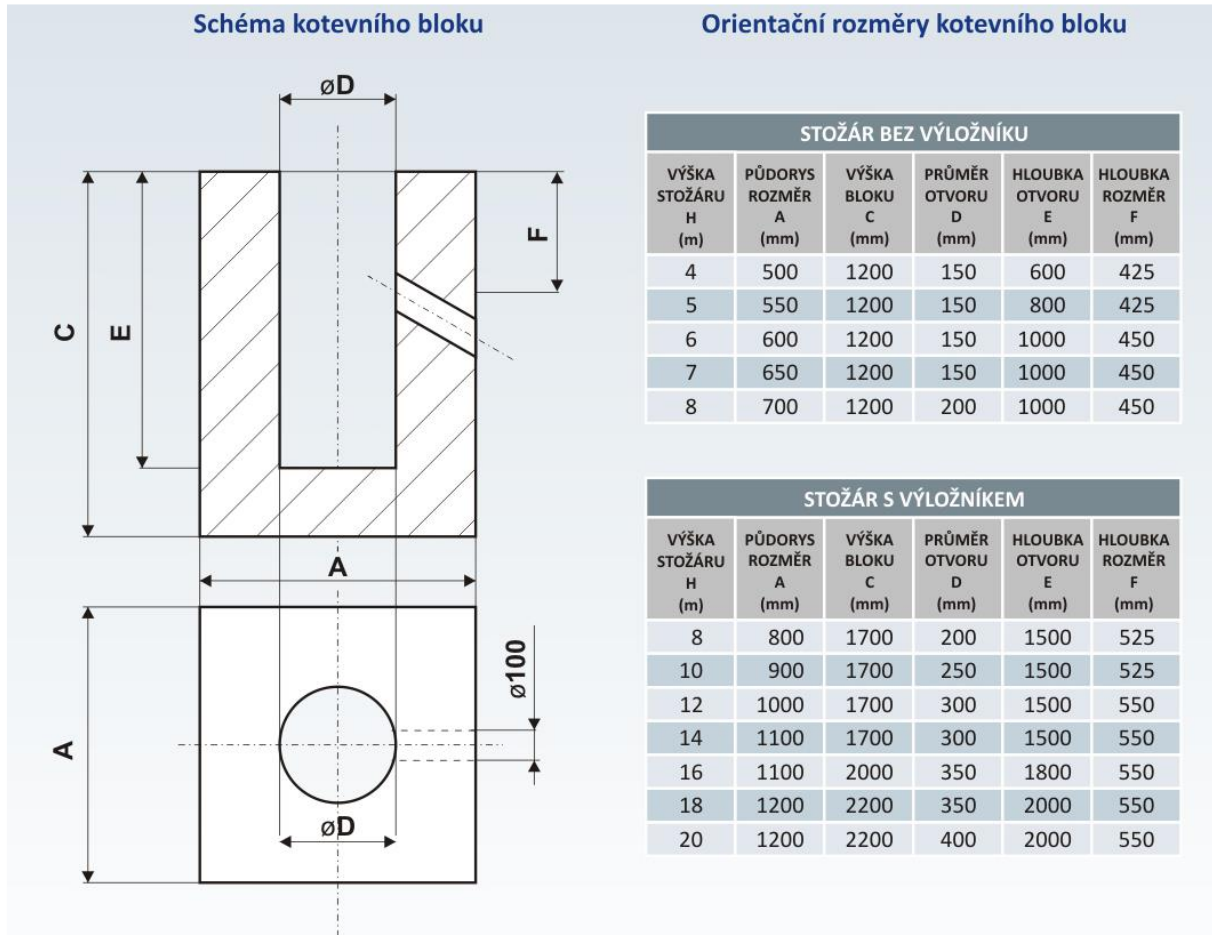 Schéma kotevního bloku
Orientační rozměry kotevního bloku
øD
C
E
F
A
A
øD
ø100
STOŽÁR BEZ VÝLOŽNÍKU
VÝŠKA STOŽÁRU H (m) PŮDORYS ROZMĚR A (mm) VÝŠKA BLOKU C (mm) PRŮMĚR OTVORU D (mm) HLOUBKA OTVORU E (mm) HLOUBKA ROZMĚR F (mm)
4 500 1200 150 600 425
5 550 1200 150 800 425
6 600 1200 150 1000 450
7 650 1200 150 1000 450
8 700 1200 200 1000 450
STOŽÁR S VÝLOŽNÍKEM
VÝŠKA STOŽÁRU H (m) PŮDORYS ROZMĚR A (mm) VÝŠKA BLOKU C (mm) PRŮMĚR OTVORU D (mm) HLOUBKA OTVORU E (mm) HLOUBKA ROZMĚR F (mm)
8 800 1700 200 1500 525
10 900 1700 250 1500 525
12 1000 1700 300 1500 550
14 1100 1700 300 1500 550
16 1100 2000 350 1800 550
18 1200 2200 350 2000 550
20 1200 2200 400 2000 550